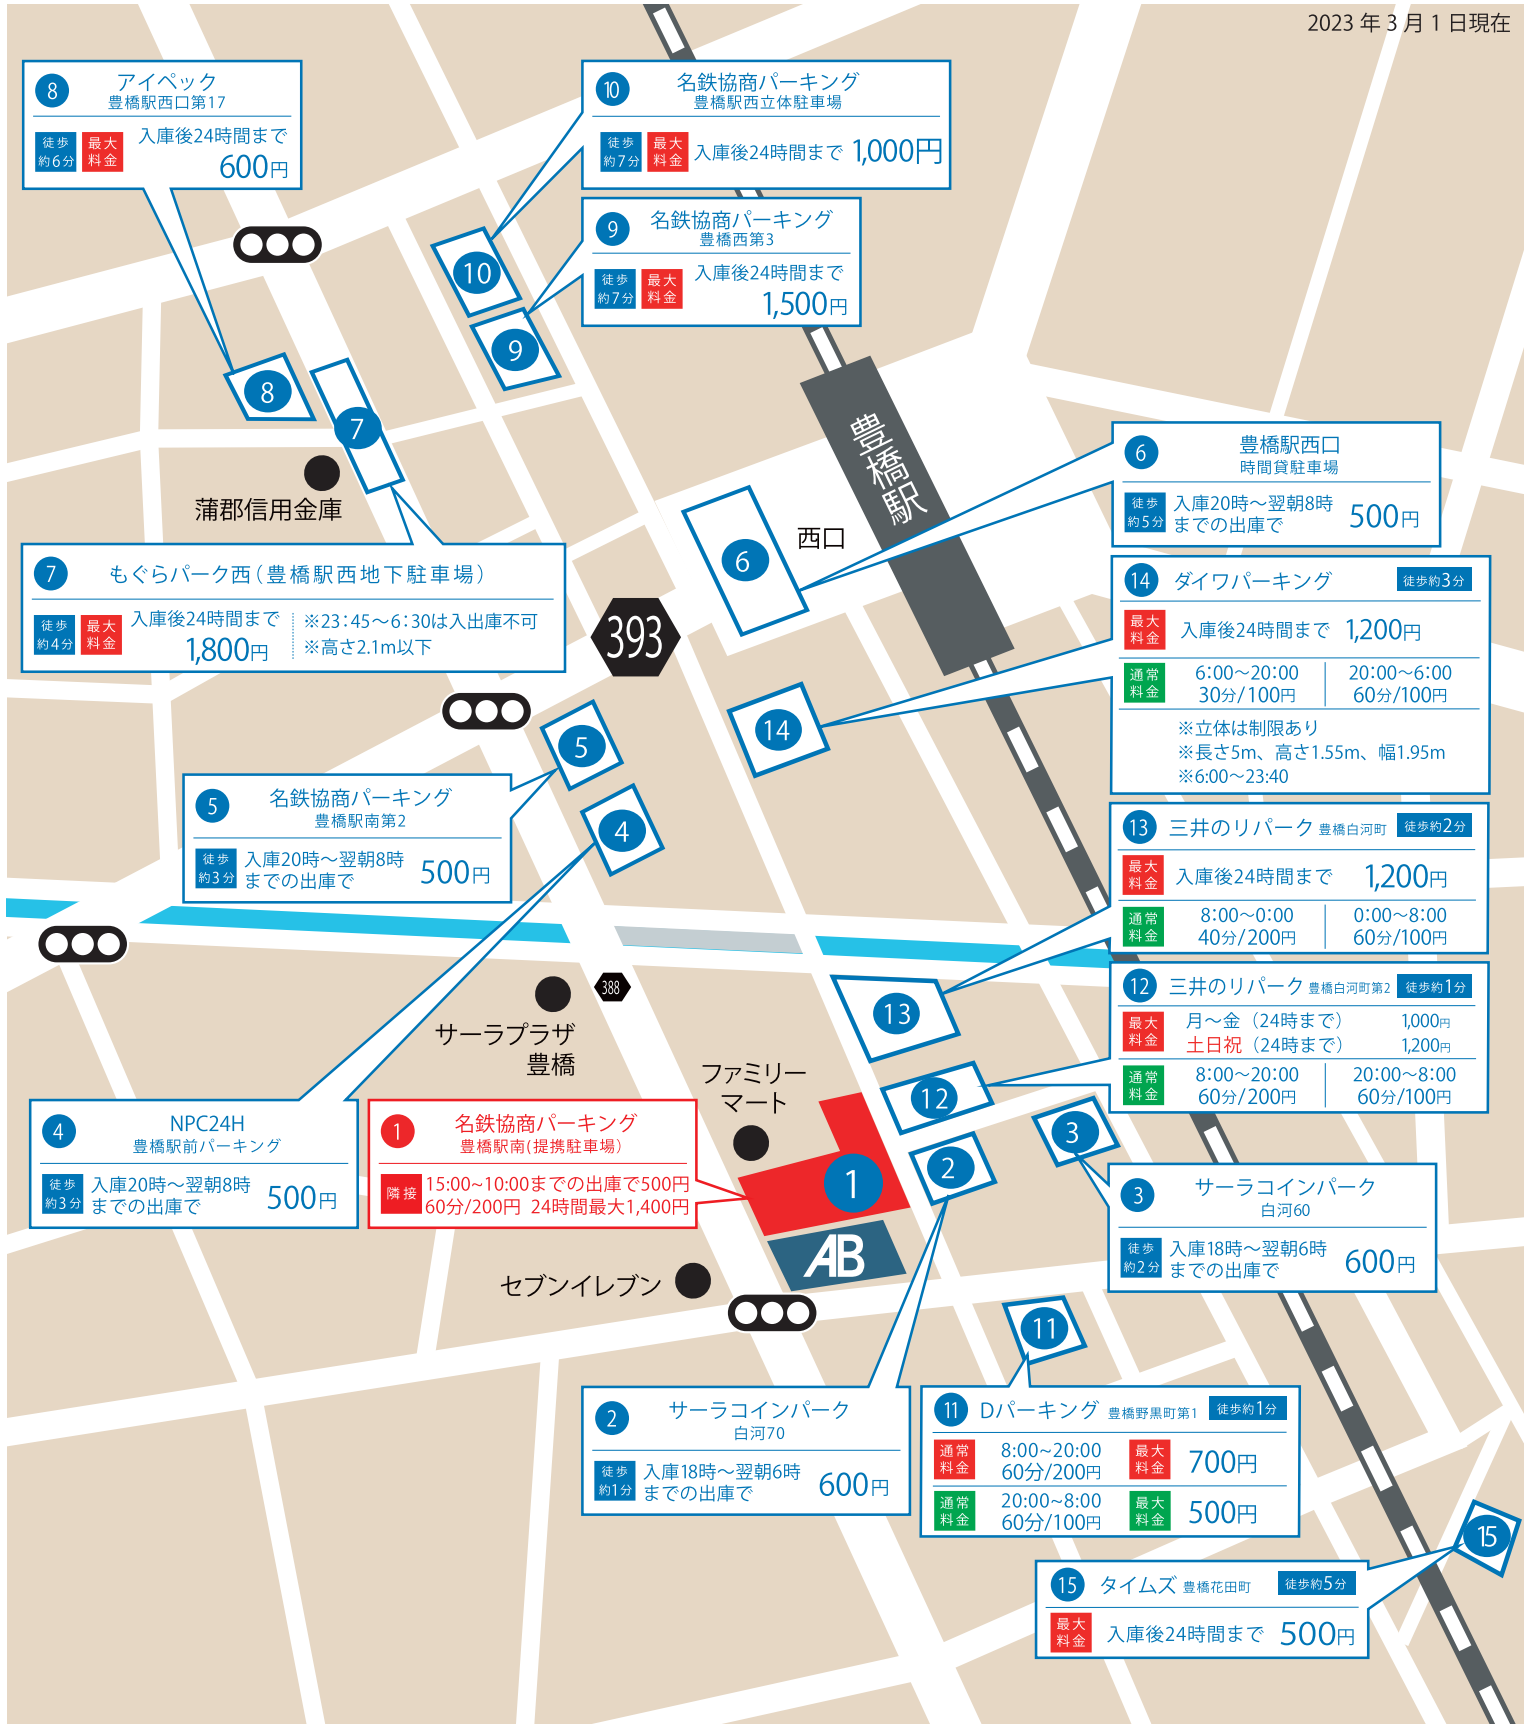 2023 年 3 月 1 日現在
8
アイペック
豊橋駅西口第17
徒歩
約6分
最大
料金
入庫後24時間まで
600円
10
名鉄協商パーキング
豊橋駅西立体駐車場
徒歩
約7分
最大
料金
入庫後24時間まで 1,000円
9
名鉄協商パーキング
豊橋西第3
徒歩
約7分
最大
料金
入庫後24時間まで
1,500円
10
9
8
7
蒲郡信用金庫
豊橋駅
西口
6
6
豊橋駅西口
時間貸駐車場
徒歩
約5分
入庫20時〜翌朝8時
までの出庫で
500円
7
もぐらパーク西（豊橋駅西地下駐車場）
徒歩
約4分
最大
料金
入庫後24時間まで
1,800円
※23：45〜6：30は入出庫不可
※高さ2.1m以下
393
14
ダイワパーキング
徒歩約3分
最大
料金
入庫後24時間まで 1,200円
通常
料金
6：00〜20：00
30分/100円
20：00〜6：00
60分/100円
※立体は制限あり
※長さ5m、高さ1.55m、幅1.95m
※6:00〜23:40
14
5
4
5
名鉄協商パーキング
豊橋駅南第2
徒歩
約3分
入庫20時〜翌朝8時
までの出庫で
500円
13
三井のリパーク 豊橋白河町
徒歩約2分
最大
料金
入庫後24時間まで 1,200円
通常
料金
8：00〜0：00
40分/200円
0：00〜8：00
60分/100円
12
三井のリパーク 豊橋白河町第2
徒歩約1分
最大
料金
月〜金（24時まで） 1,000円
土日祝（24時まで） 1,200円
通常
料金
8：00〜20：00
60分/200円
20：00〜8：00
60分/100円
388
サーラプラザ
豊橋
13
ファミリー
マート
12
3
2
1
4
NPC24H
豊橋駅前パーキング
徒歩
約3分
入庫20時〜翌朝8時
までの出庫で
500円
1
名鉄協商パーキング
豊橋駅南(提携駐車場）
隣接
15:00~10:00までの出庫で500円
60分/200円 24時間最大1,400円
3
サーラコインパーク
白河60
徒歩
約2分
入庫18時〜翌朝6時
までの出庫で
600円
AB
セブンイレブン
11
2
サーラコインパーク
白河70
徒歩
約1分
入庫18時〜翌朝6時
までの出庫で
600円
11
Dパーキング 豊橋野黒町第1
徒歩約1分
通常
料金
8:00~20:00
60分/200円
最大
料金
700円
通常
料金
20:00~8:00
60分/100円
最大
料金
500円
15
15
タイムズ 豊橋花田町
徒歩約5分
最大
料金
入庫後24時間まで 500円